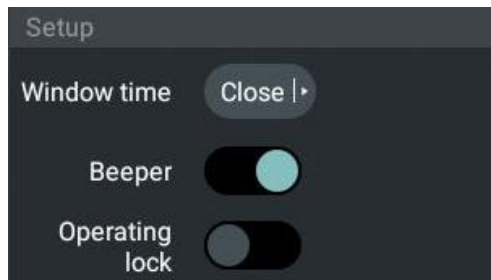 Setup
Window time
Close
Beeper
Operating
lock